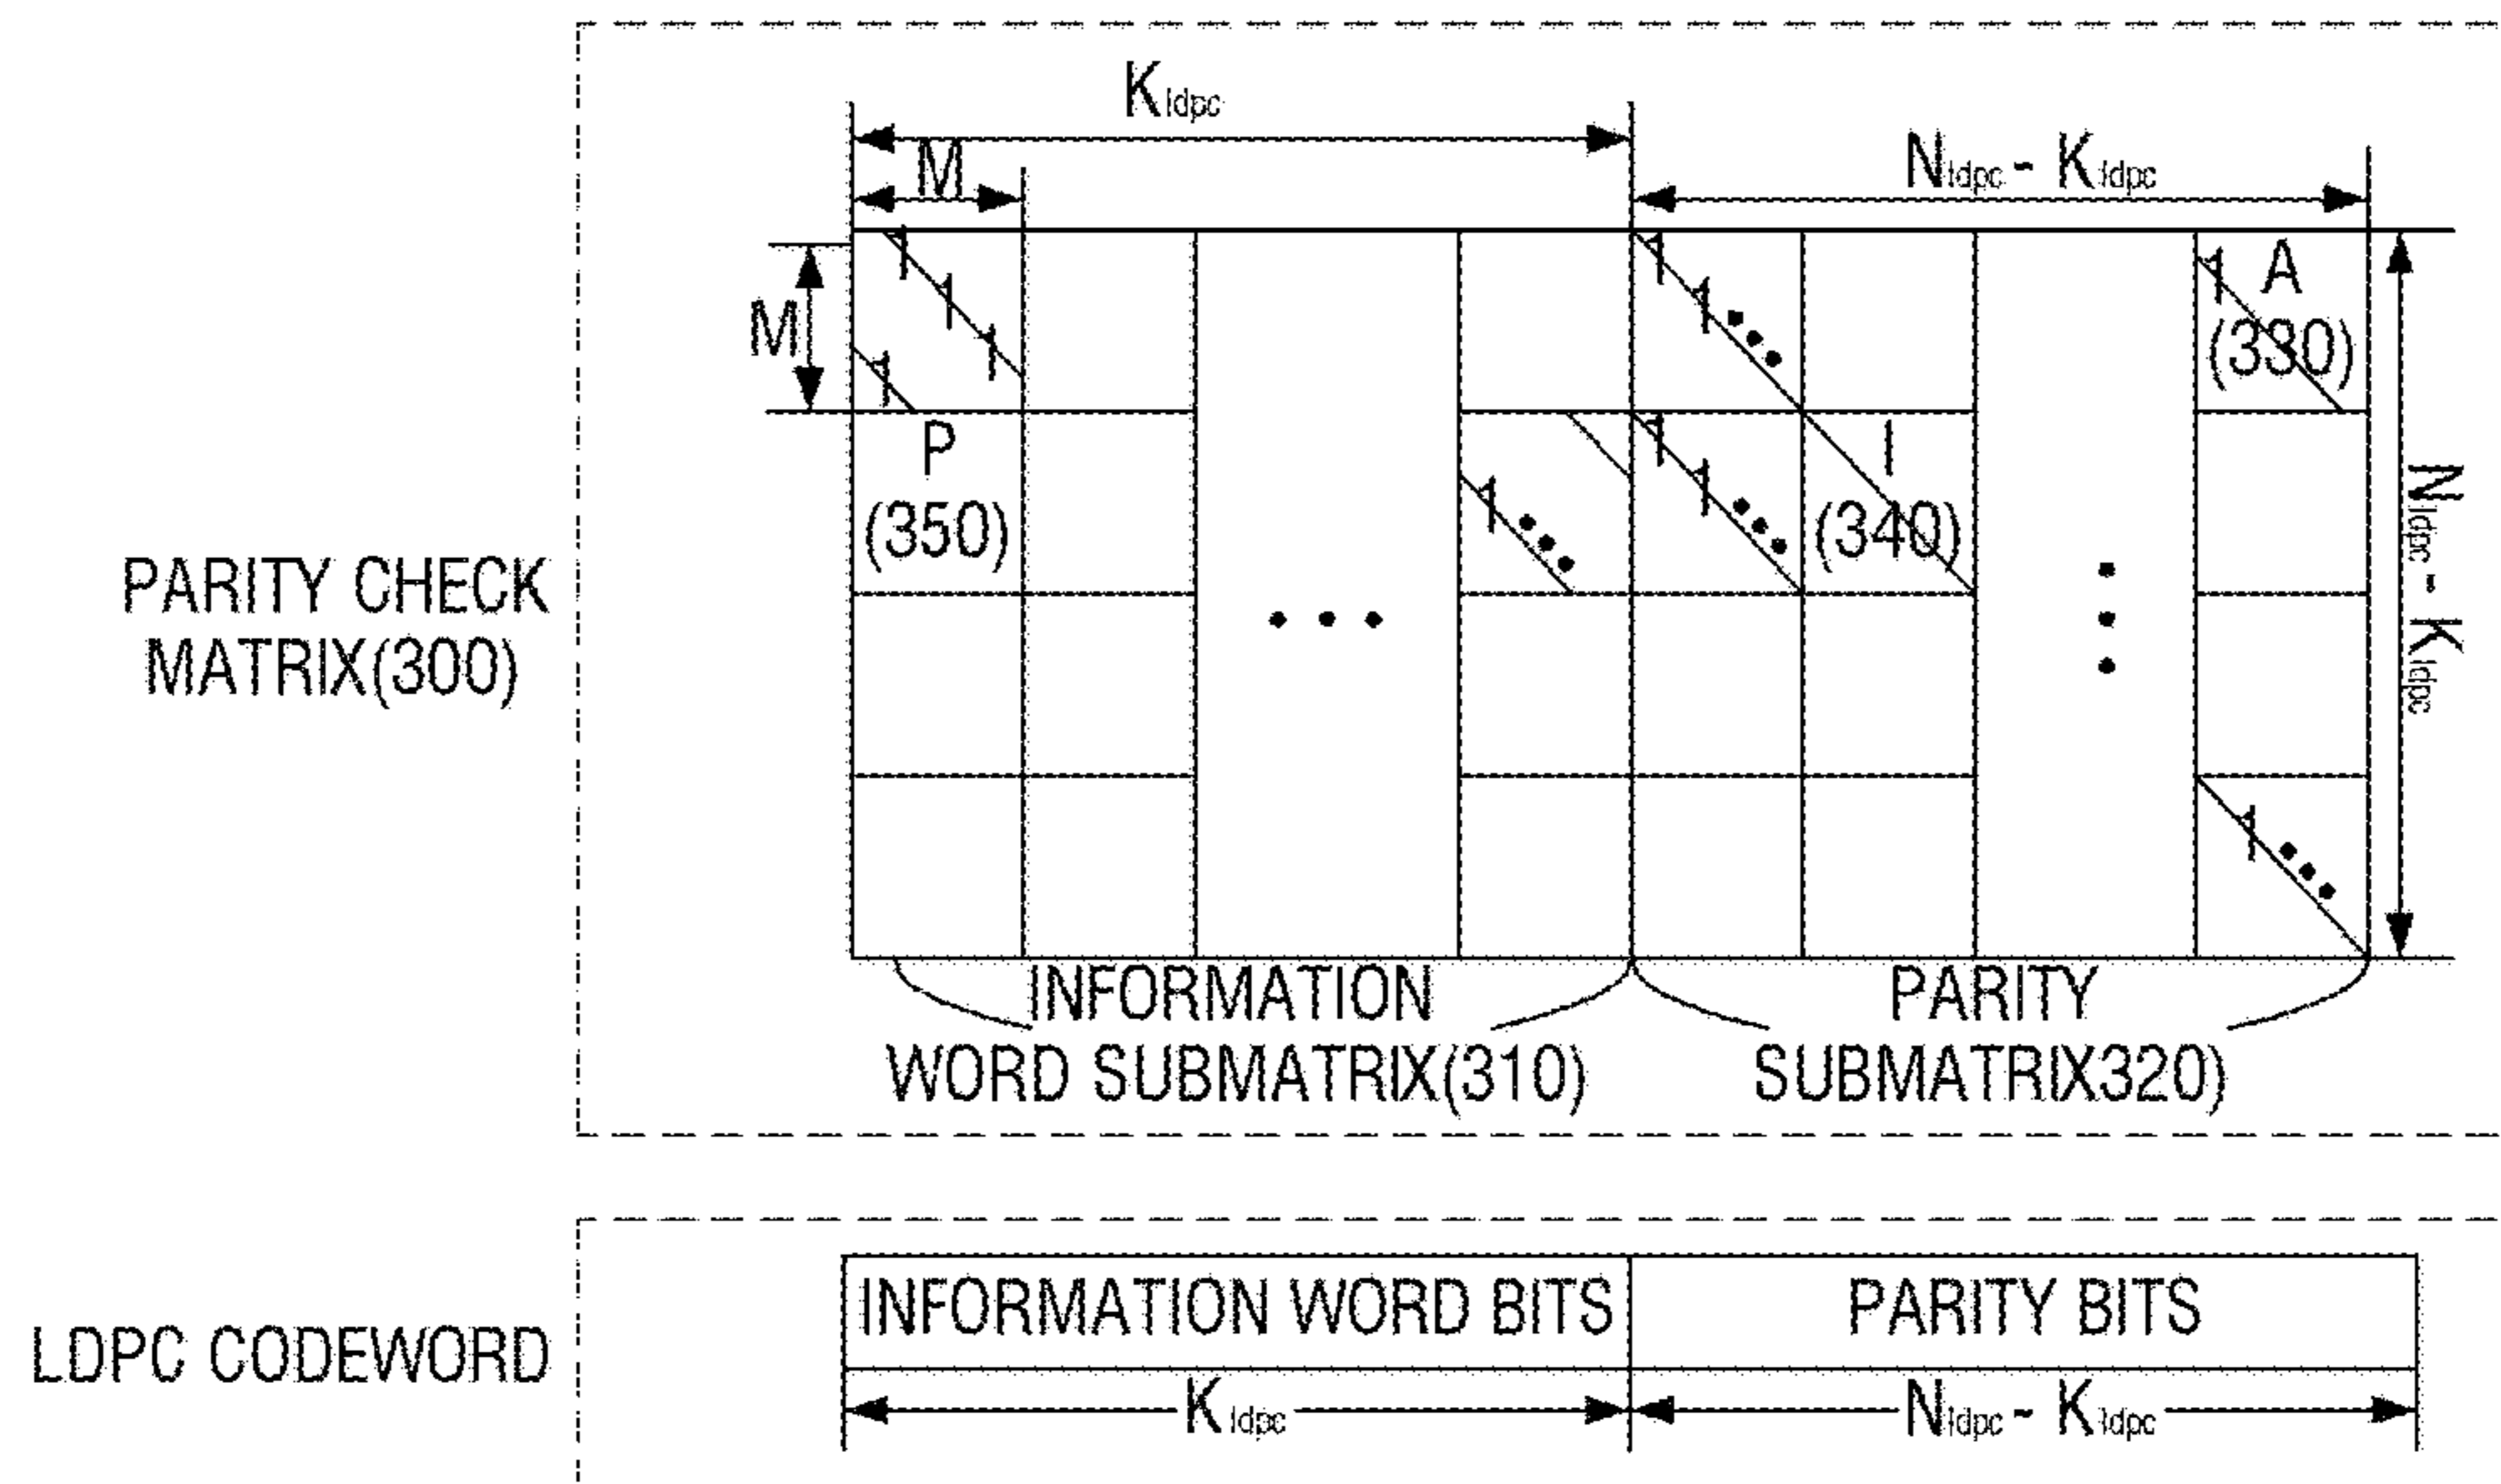 K ldpc
M
N ldpc - K ldpc
1
1
1
1
M
1
1
1
A
(330)
P
(350)
1
1
1
I
(340)
N ldpc - K ldpc
PARITY CHECK
MATRIX(300)
1
INFORMATION
WORD SUBMATRIX(310)
PARITY
SUBMATRIX320)
LDPC CODEWORD
INFORMATION WORD BITS
PARITY BITS
K ldpc
N ldpc - K ldpc